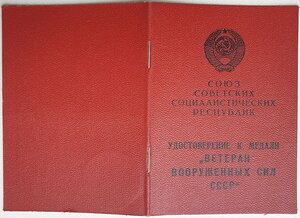 СОЮЗ
СОВЕТСКИХ
СОЦИАЛИСТИЧЕСКИХ
РЕСПУБЛИК
УДОСТОВЕРЕНИЕ К МЕДАЛИ
„ВЕТЕРАН
ВООРУЖЕННЫХ СИЛ
СССР“